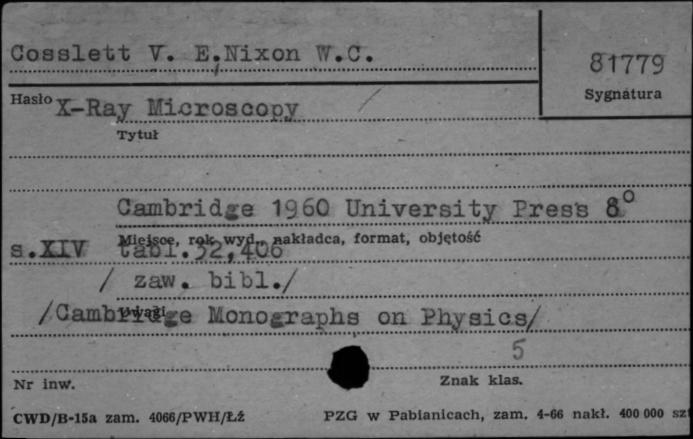 Cosslett V. E.,Nixon W.C.
81779
Sygnatura
Hasło X-Ray Microscopy /
Tytuł
Cambridge 1960 University Press 8°
Miejsce, rok wyd., nakładca, format, objętość
s.XIV tabl.32,406
/ zaw. bibl./
Uwagi
/Cambridge Monographs on Physics/
5
Nr inw. Znak klas.
CWD/B-15a zam. 4066/PWH/Łż PZG w Pabianicach, zam. 4-66 nakł. 400 000 szt